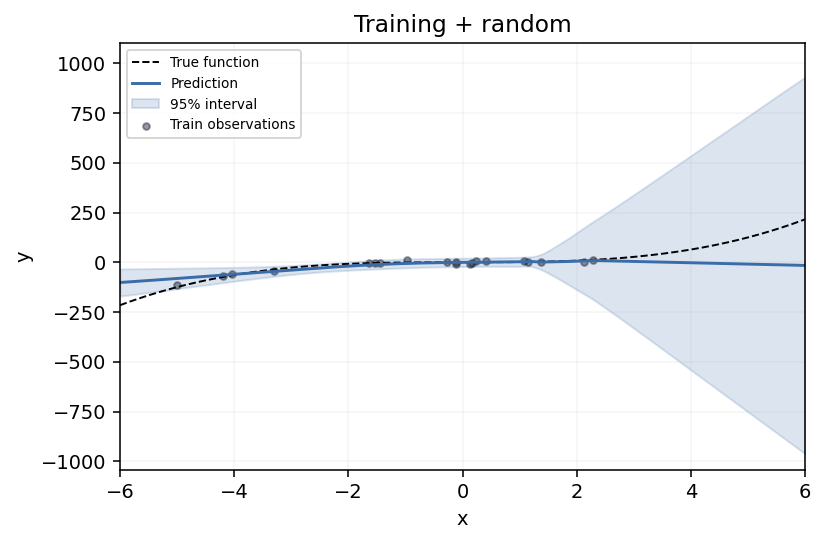 Training + random
True function
Prediction
95% interval
Train observations
y
1000
750
500
250
0
−250
−500
−750
−1000
−6
−4
−2
0
2
4
6
x